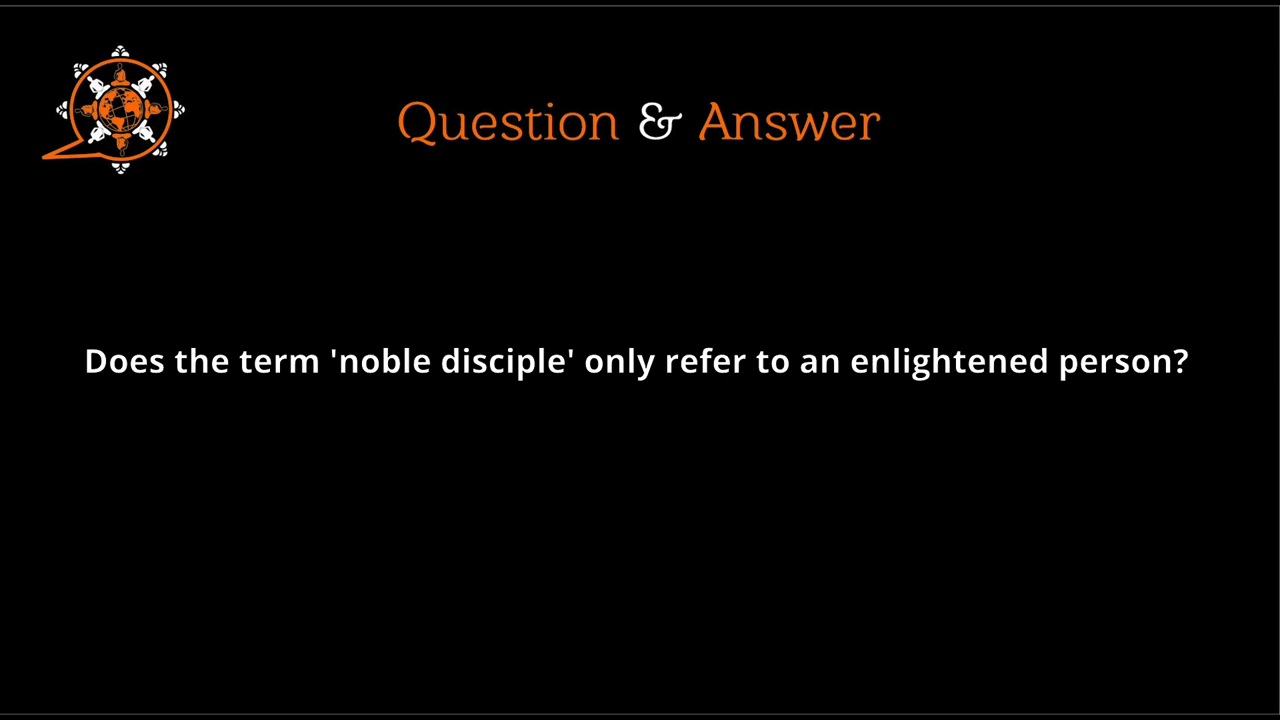 Question & Answer
Does the term 'noble disciple' only refer to an enlightened person?